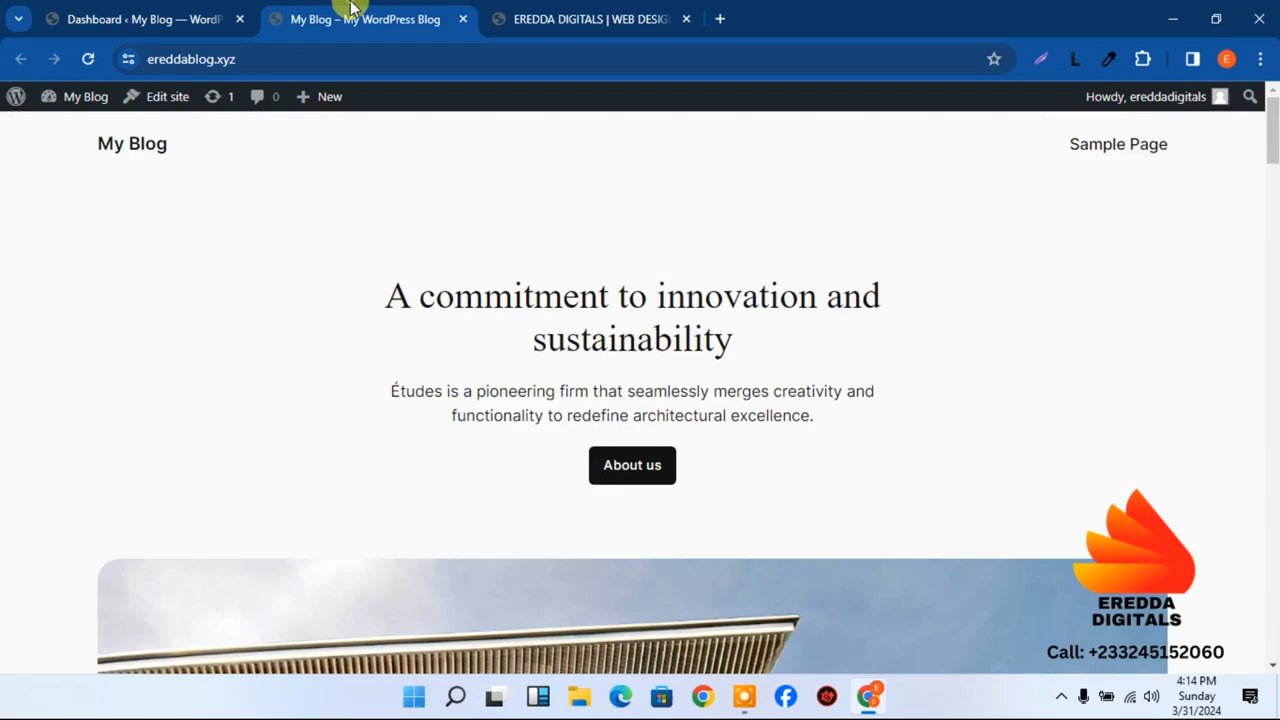 Dashboard ‹ My Blog — WordP
My Blog – My WordPress Blog
EREDDA DIGITALS | WEB DESIG
ereddablog.xyz
E
My Blog
Edit site
1
0
New
Howdy, ereddadigitals
My Blog
Sample Page
A commitment to innovation and
sustainability
Études is a pioneering firm that seamlessly merges creativity and
functionality to redefine architectural excellence.
About us
EREDDA
DIGITALS
Call: +233245152060
4:14 PM
Sunday
3/31/2024